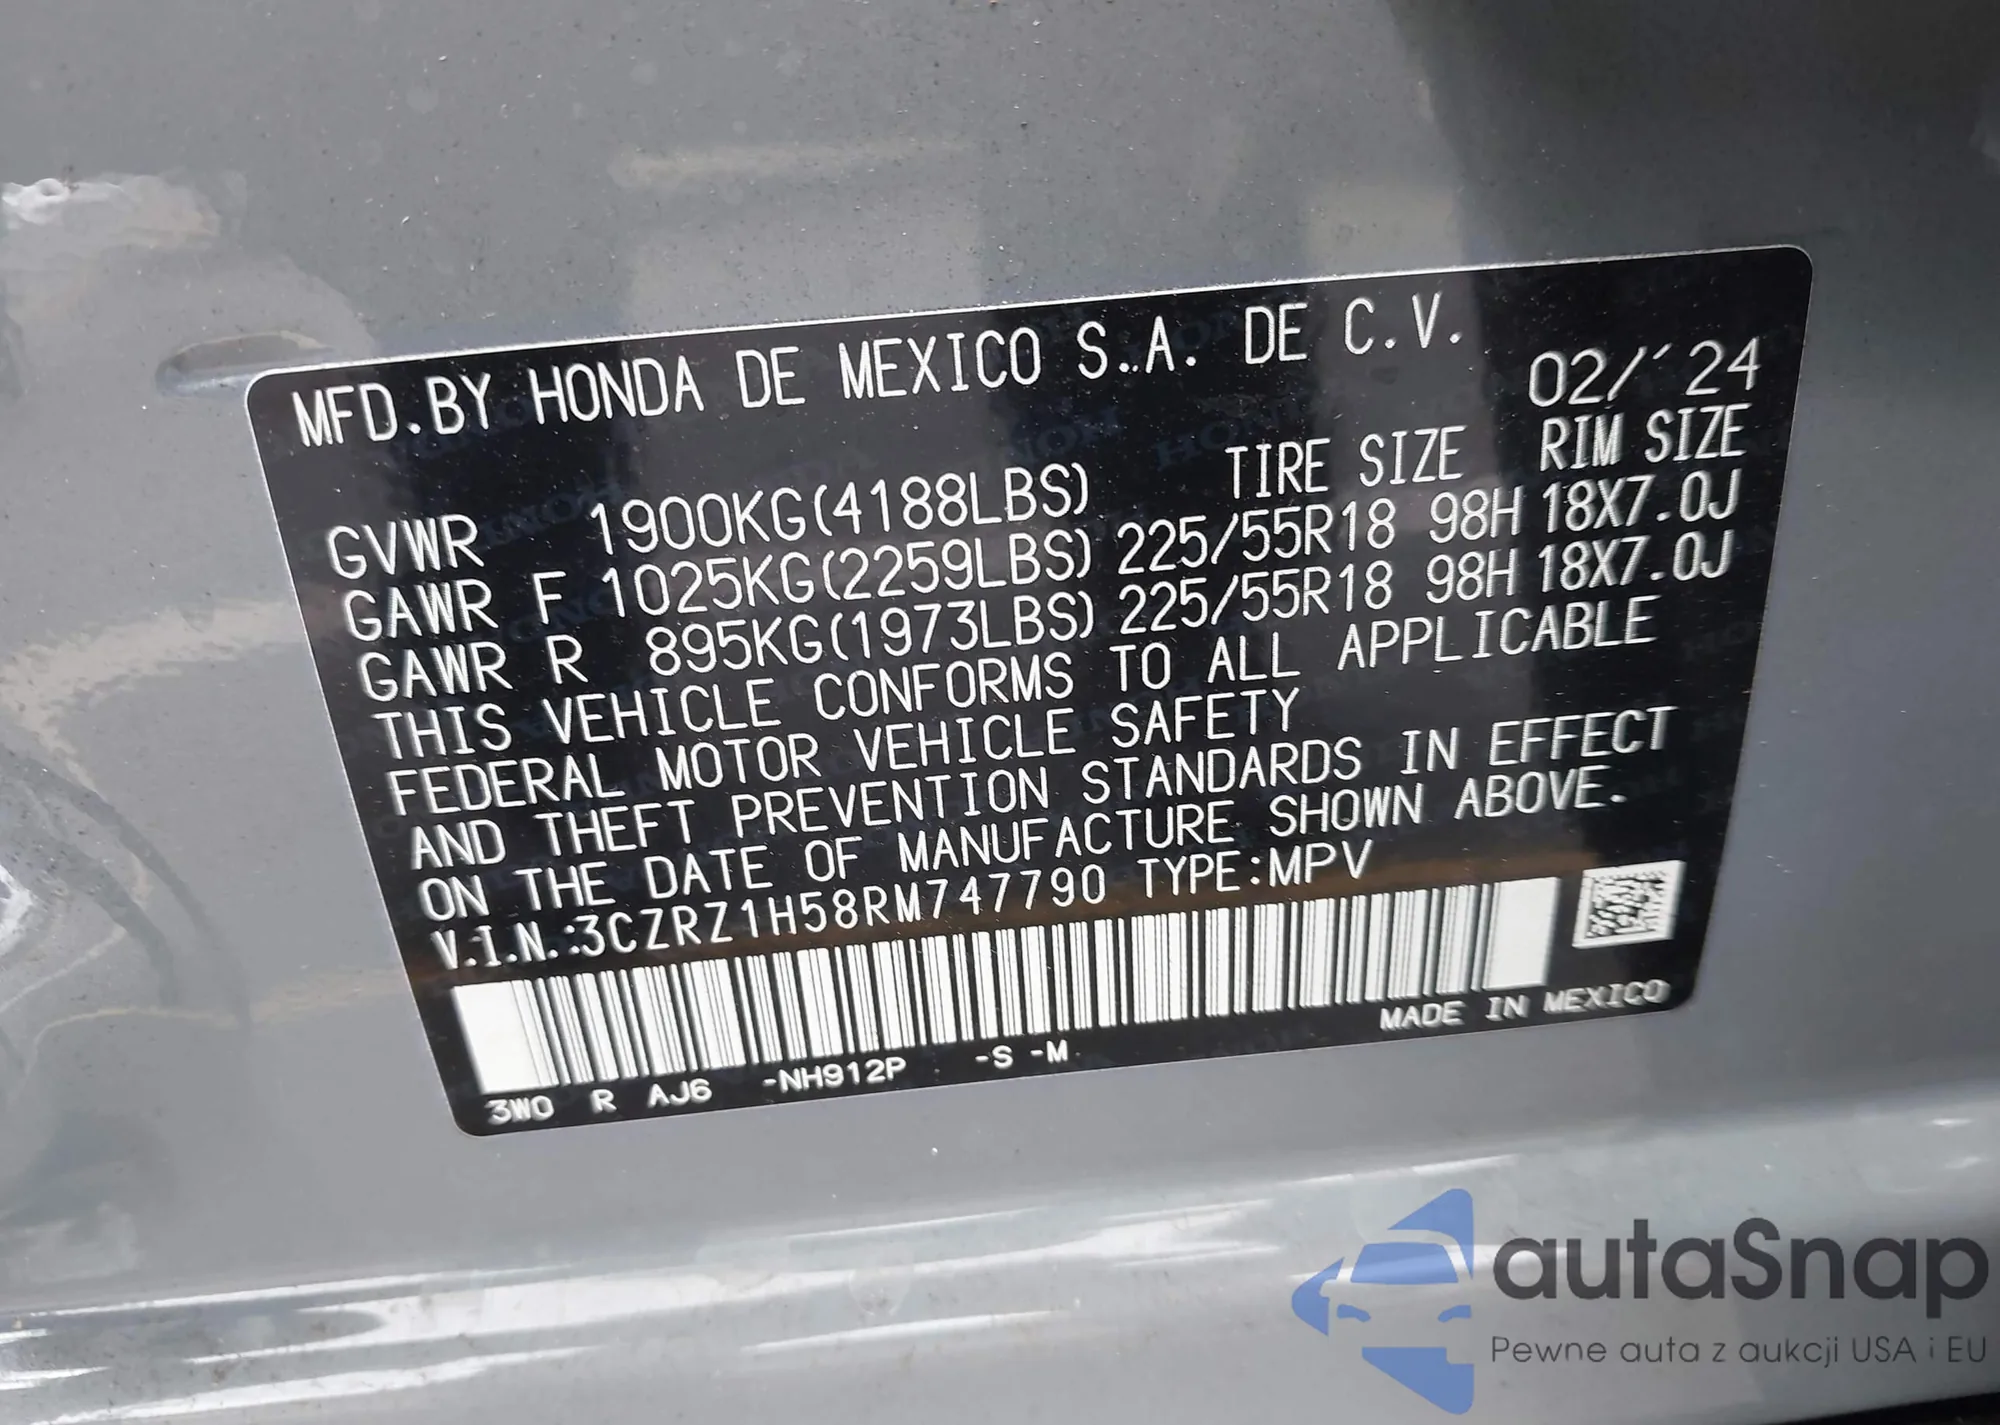 MFD.BY HONDA DE MEXICO S.A. DE C.V.
02/'24
TIRE SIZE RIM SIZE
GVWR 1900KG(4188LBS)
GAWR F 1025KG(2259LBS) 225/55R18 98H 18X7.0J
GAWR R 895KG(1973LBS) 225/55R18 98H 18X7.0J
THIS VEHICLE CONFORMS TO ALL APPLICABLE
FEDERAL MOTOR VEHICLE SAFETY
AND THEFT PREVENTION STANDARDS IN EFFECT
ON THE DATE OF MANUFACTURE SHOWN ABOVE.
V.I.N.:3CZRZ1H58RM747790 TYPE:MPV
MADE IN MEXICO
3W0 R AJ6 -NH912P -S -M
autaSnap
Pewne auta z aukcji USA i EU